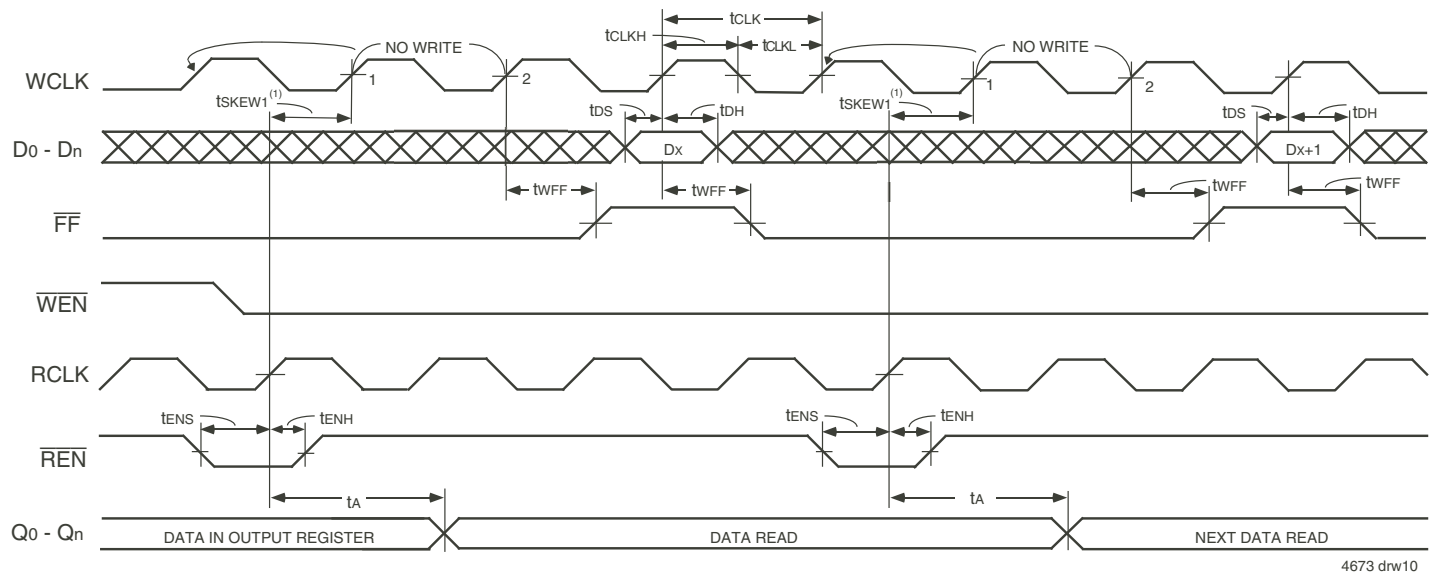 tCLK
tCLKH
tCLKL
NO WRITE
NO WRITE
WCLK
1
2
1
2
tSKEW1(1)
tDS
tDH
tSKEW1(1)
tDS
tDH
D0 - Dn
DX
DX+1
tWFF
tWFF
tWFF
tWFF
FF
WEN
RCLK
tENS
tENH
tENS
tENH
REN
tA
tA
Q0 - Qn
DATA IN OUTPUT REGISTER
DATA READ
NEXT DATA READ
4673 drw10